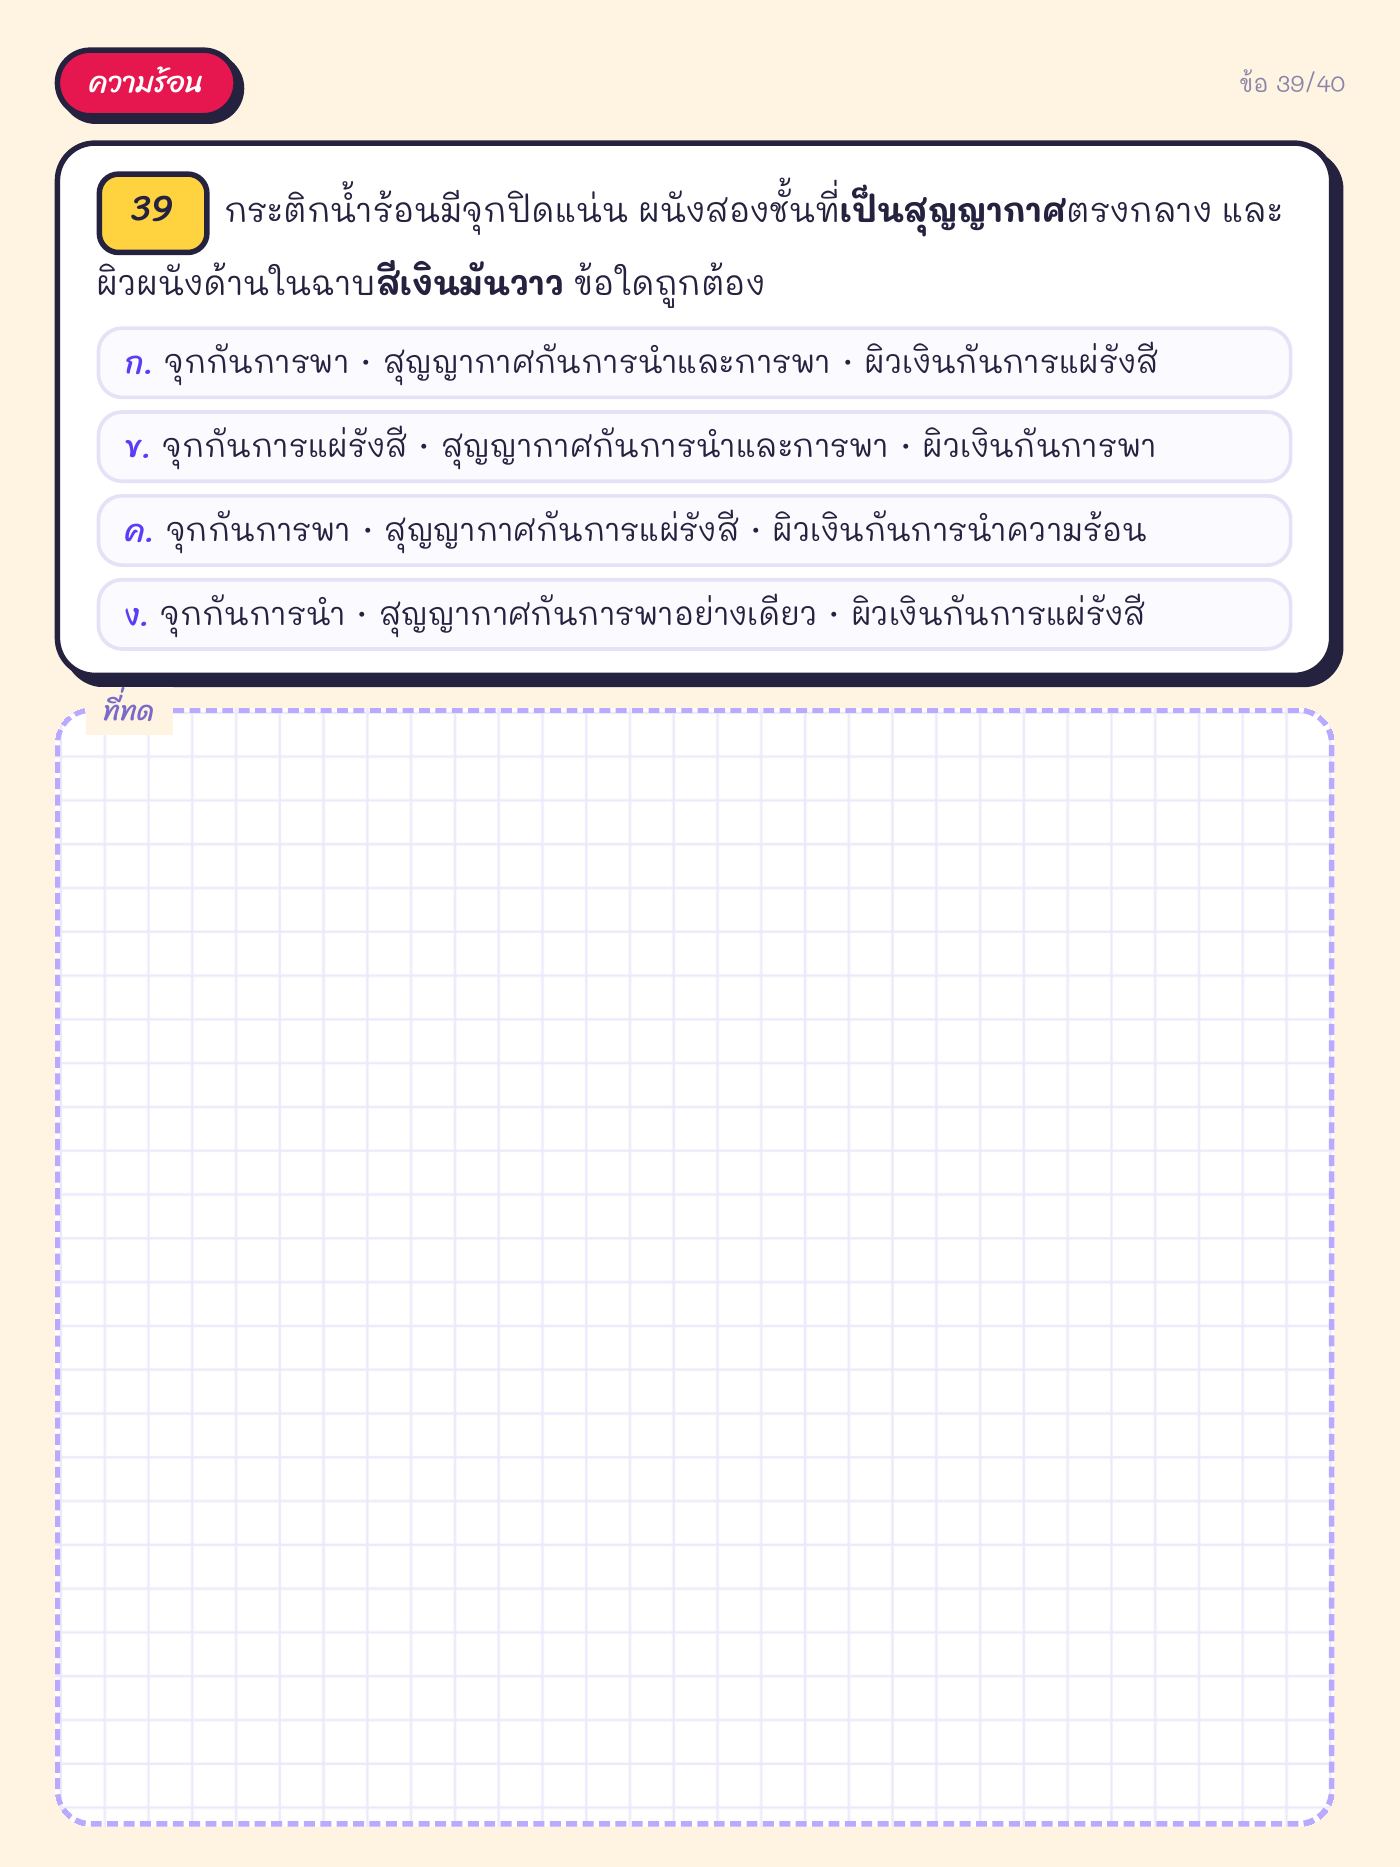 ความร้อน
ข้อ 39/40
39 กระติกน้ำร้อนมีจุกปิดแน่น ผนังสองชั้นที่เป็นสุญญากาศตรงกลาง และ
ผิวผนังด้านในฉาบสีเงินมันวาว ข้อใดถูกต้อง
ก. จุกกันการพา · สุญญากาศกันการนำและการพา · ผิวเงินกันการแผ่รังสี
ข. จุกกันการแผ่รังสี · สุญญากาศกันการนำและการพา · ผิวเงินกันการพา
ค. จุกกันการพา · สุญญากาศกันการแผ่รังสี · ผิวเงินกันการนำความร้อน
ง. จุกกันการนำ · สุญญากาศกันการพาอย่างเดียว · ผิวเงินกันการแผ่รังสี
ที่ทด